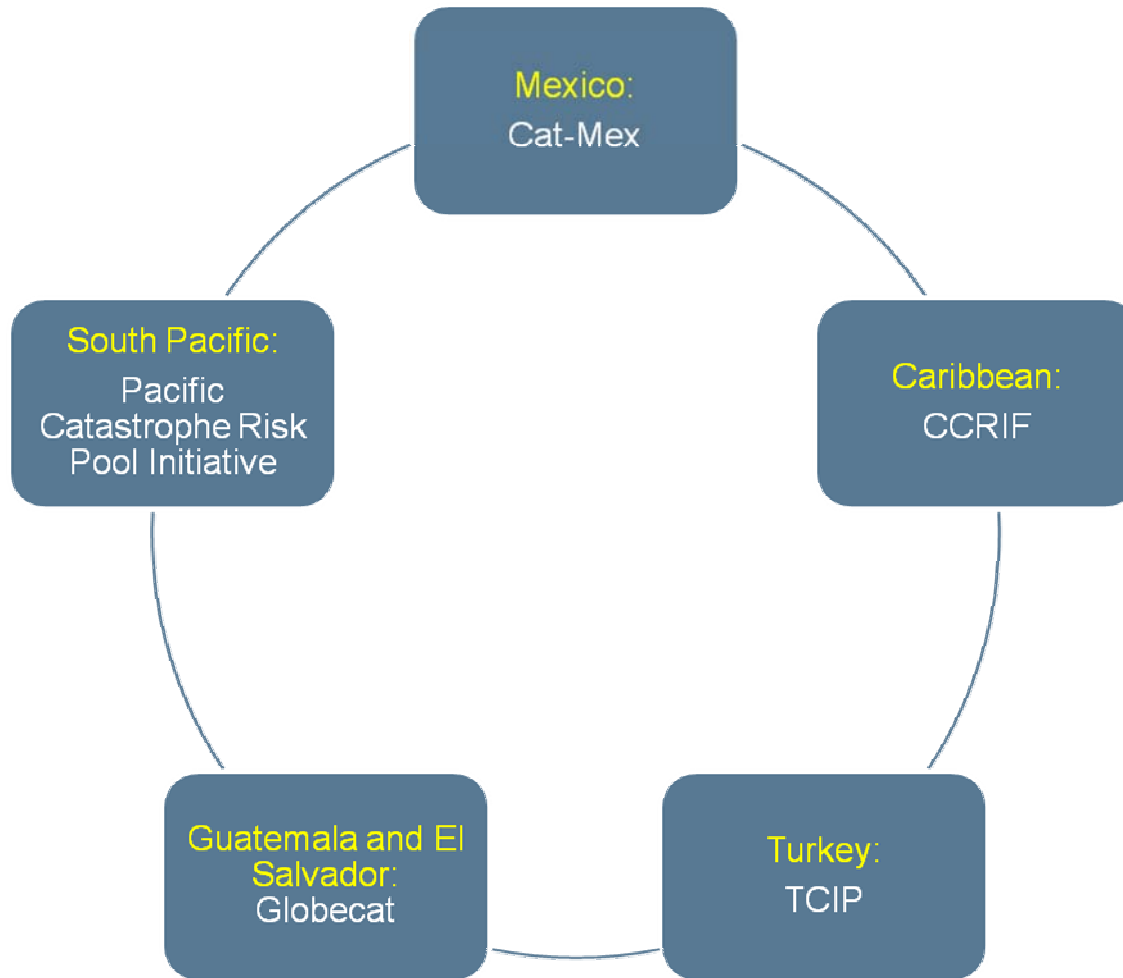 Mexico:
Cat-Mex
South Pacific:
Pacific
Catastrophe Risk
Pool Initiative
Caribbean:
CCRIF
Guatemala and El
Salvador:
Globecat
Turkey:
TCIP